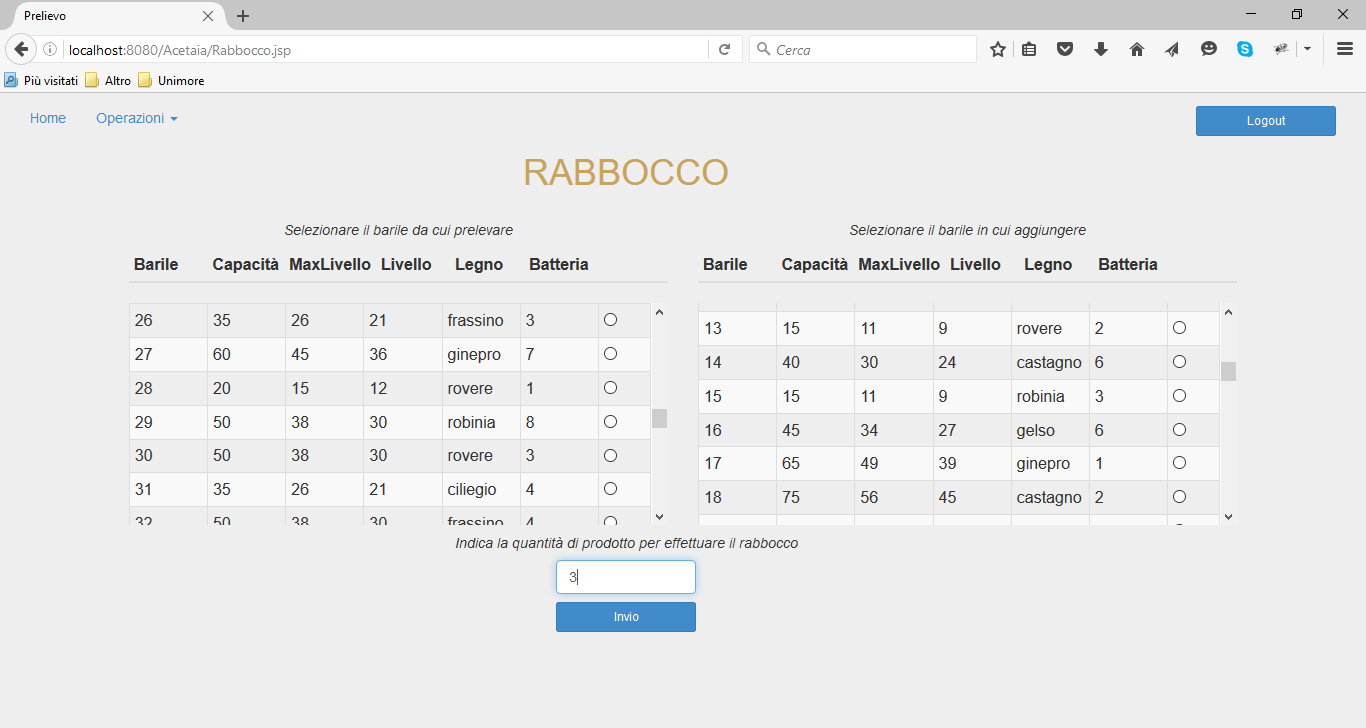 Prelievo
localhost:8080/Acetaia/Rabbocco.jsp
Cerca
Più visitati Altro Unimore
Home Operazioni Logout
RABBOCCO
Selezionare il barile da cui prelevare
Barile Capacità MaxLivello Livello Legno Batteria
26 35 26 21 frassino 3
27 60 45 36 ginepro 7
28 20 15 12 rovere 1
29 50 38 30 robinia 8
30 50 38 30 rovere 3
31 35 26 21 ciliegio 4
32 50 38 30 frassino 4
Selezionare il barile in cui aggiungere
Barile Capacità MaxLivello Livello Legno Batteria
13 15 11 9 rovere 2
14 40 30 24 castagno 6
15 15 11 9 robinia 3
16 45 34 27 gelso 6
17 65 49 39 ginepro 1
18 75 56 45 castagno 2
Indica la quantità di prodotto per effettuare il rabbocco
3
Invio